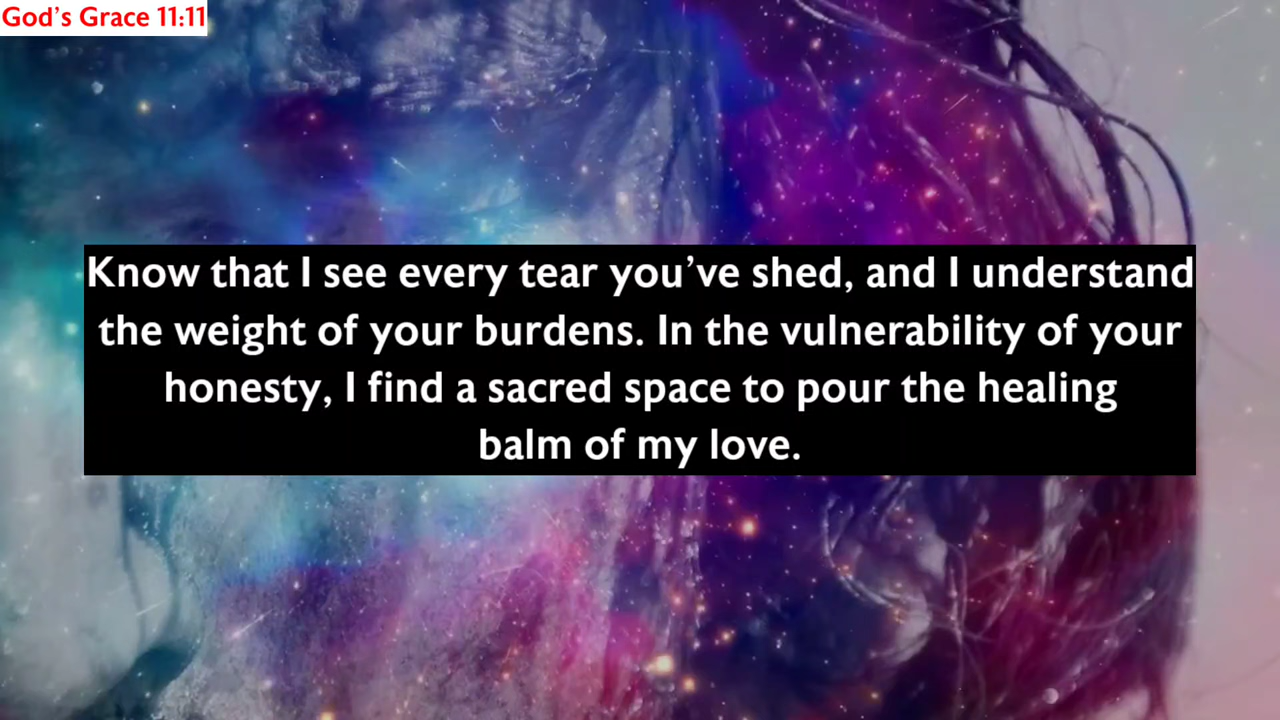 God’s Grace 11:11
Know that I see every tear you’ve shed, and I understand
the weight of your burdens. In the vulnerability of your
honesty, I find a sacred space to pour the healing
balm of my love.